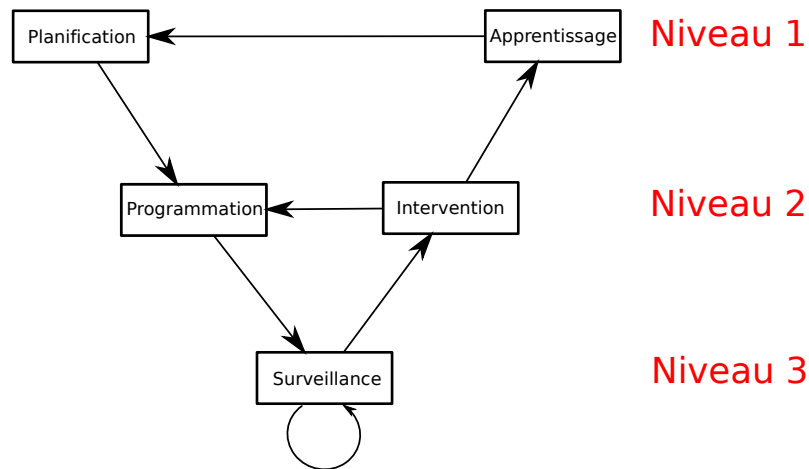 Planification
Apprentissage
Niveau 1
Programmation
Intervention
Niveau 2
Surveillance
Niveau 3